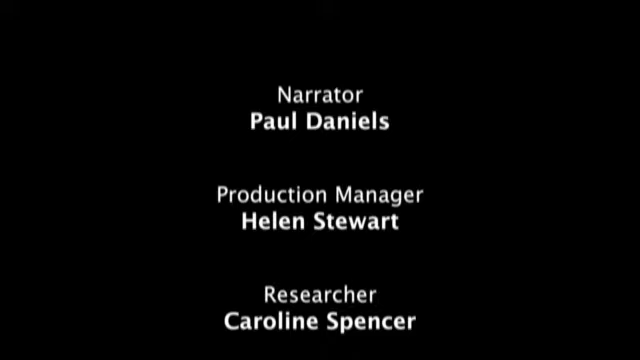 Narrator
Paul Daniels
Production Manager
Helen Stewart
Researcher
Caroline Spencer